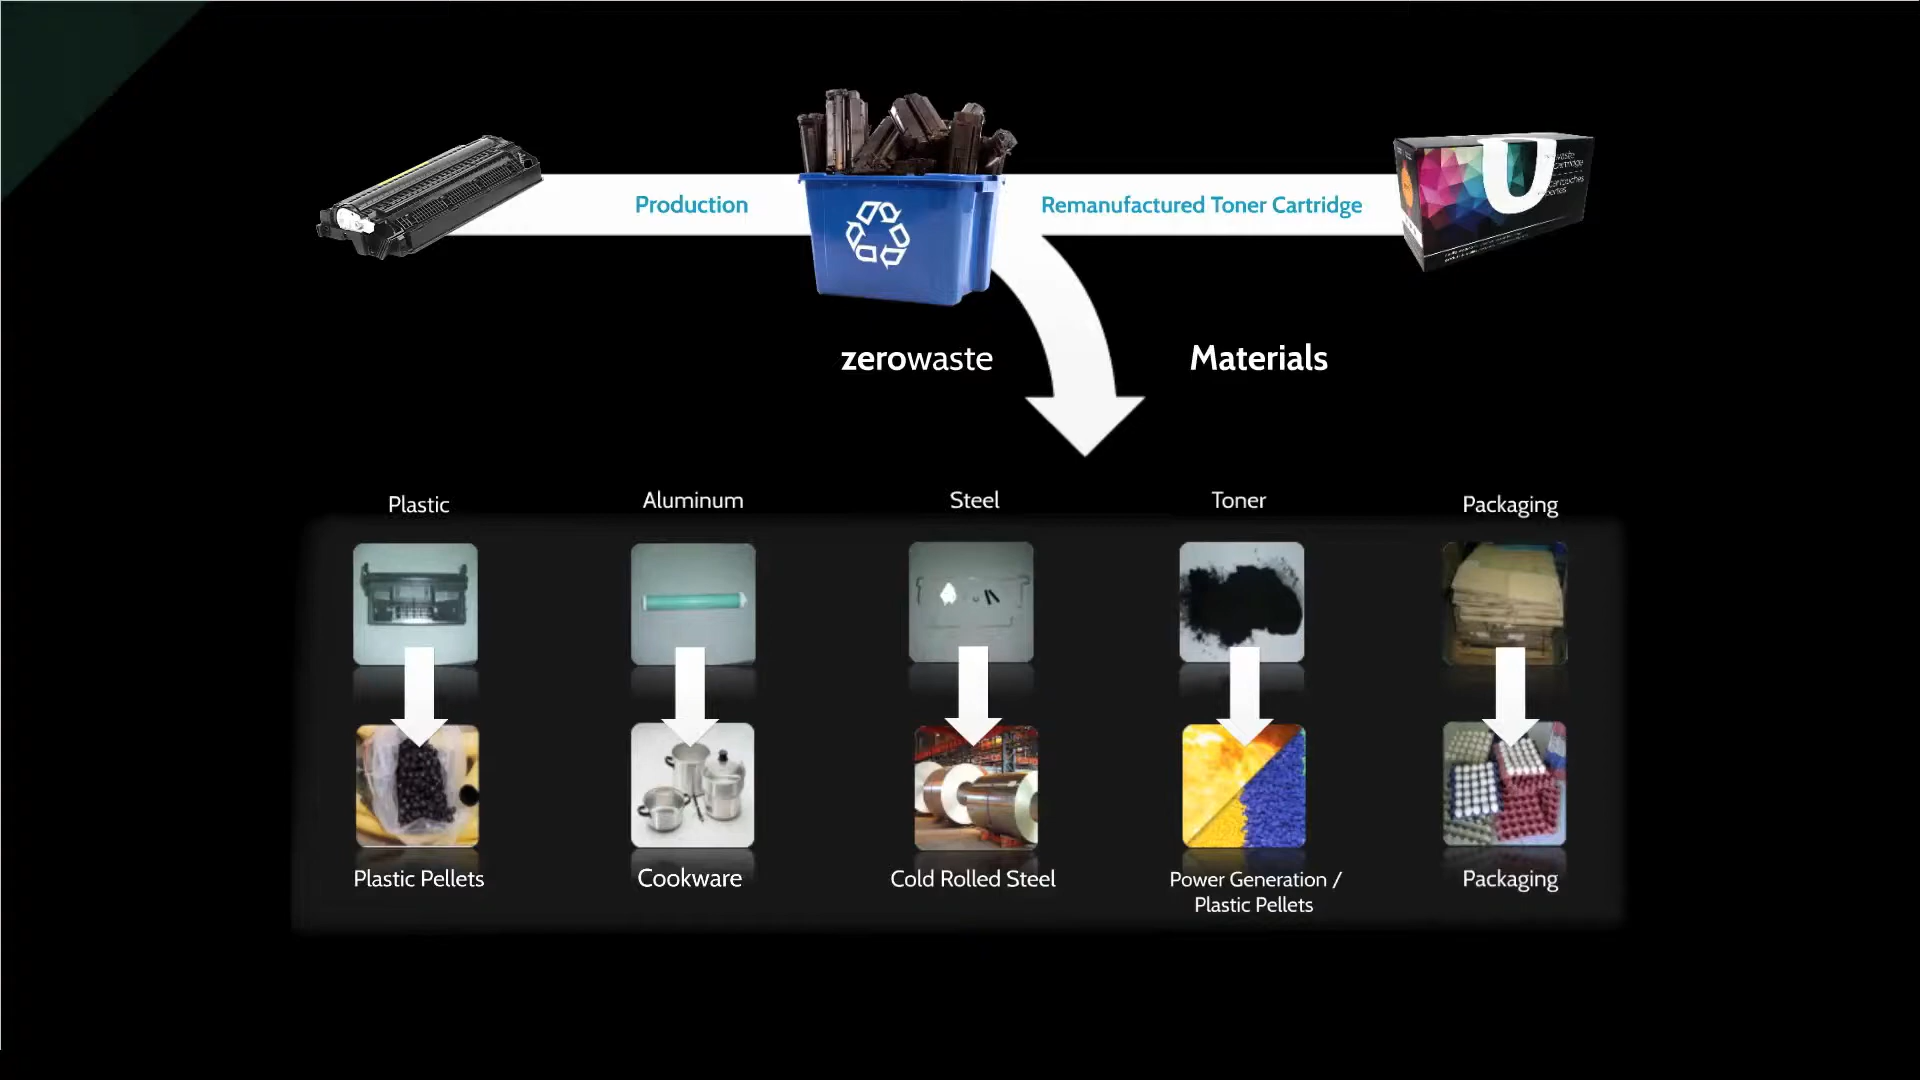 Production
Remanufactured Toner Cartridge
zerowaste
Materials
Plastic
Aluminum
Steel
Toner
Packaging
Plastic Pellets
Cookware
Cold Rolled Steel
Power Generation /
Plastic Pellets
Packaging